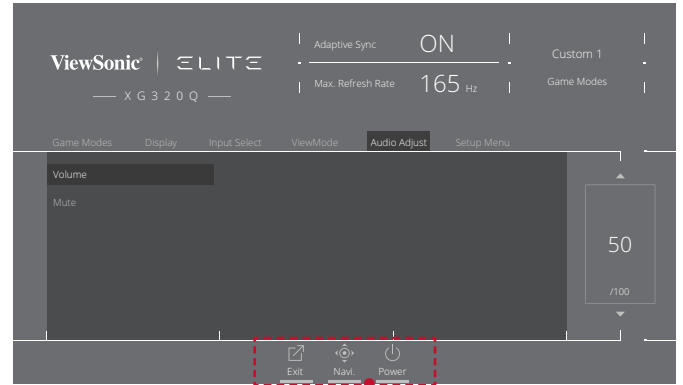 ViewSonic ELITE
XG320Q
Adaptive Sync ON
Max. Refresh Rate 165 Hz
Custom 1
Game Modes
Game Modes Display Input Select ViewMode Audio Adjust Setup Menu
Volume
Mute
50
/100
Exit Navi. Power